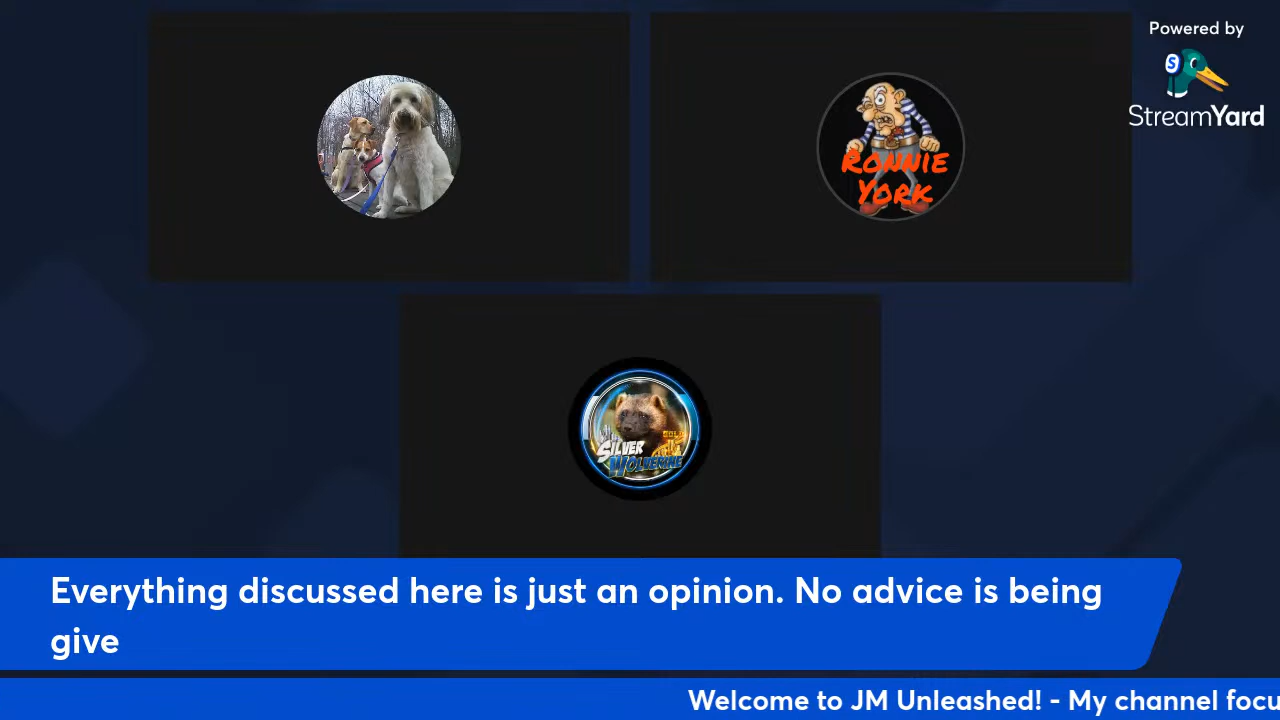 Powered by
S
StreamYard
RONNIE
YORK
SILVER
GOLD
WOLVERINE
Everything discussed here is just an opinion. No advice is being
give
Welcome to JM Unleashed! - My channel focu